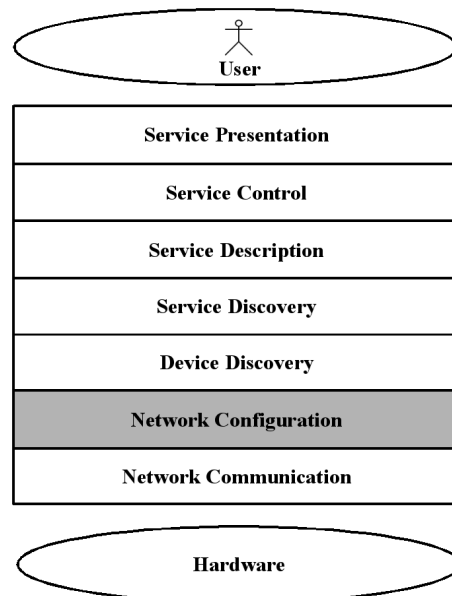 User
Service Presentation
Service Control
Service Description
Service Discovery
Device Discovery
Network Configuration
Network Communication
Hardware